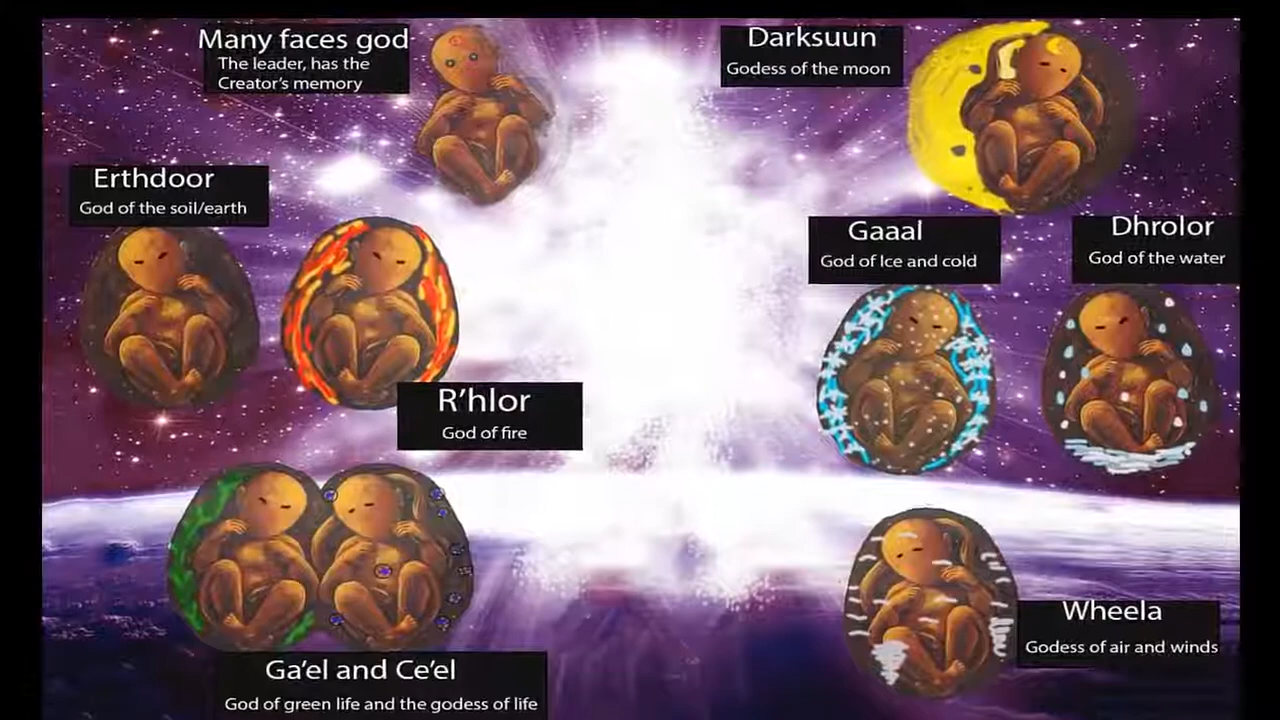 Many faces god
The leader, has the
Creator's memory
Darksuun
Godess of the moon
Erthdoor
God of the soil/earth
Gaaal
God of Ice and cold
Dhrolor
God of the water
R'hlor
God of fire
Ga'el and Ce'el
God of green life and the godess of life
Wheela
Godess of air and winds